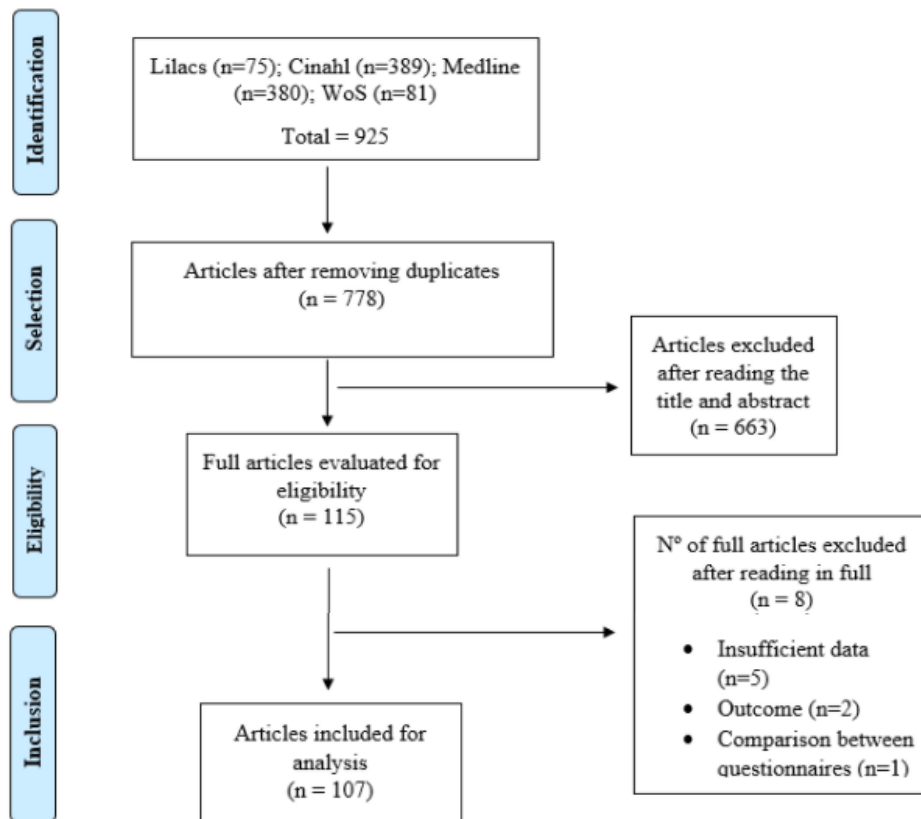 Identification
Lilacs (n=75); Cinahl (n=389); Medline
(n=380); WoS (n=81)
Total = 925
Selection
Articles after removing duplicates
(n = 778)
Articles excluded
after reading the
title and abstract
(n = 663)
Eligibility
Full articles evaluated for
eligibility
(n = 115)
Nº of full articles excluded
after reading in full
(n = 8)
• Insufficient data
(n=5)
• Outcome (n=2)
• Comparison between
questionnaires (n=1)
Inclusion
Articles included for
analysis
(n = 107)